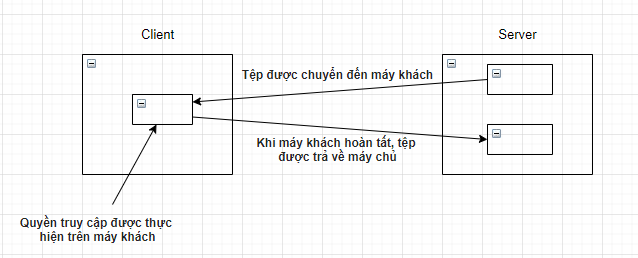 Client
Server
Tệp được chuyển đến máy khách
Khi máy khách hoàn tất, tệp
được trả về máy chủ
Quyền truy cập được thực
hiện trên máy khách